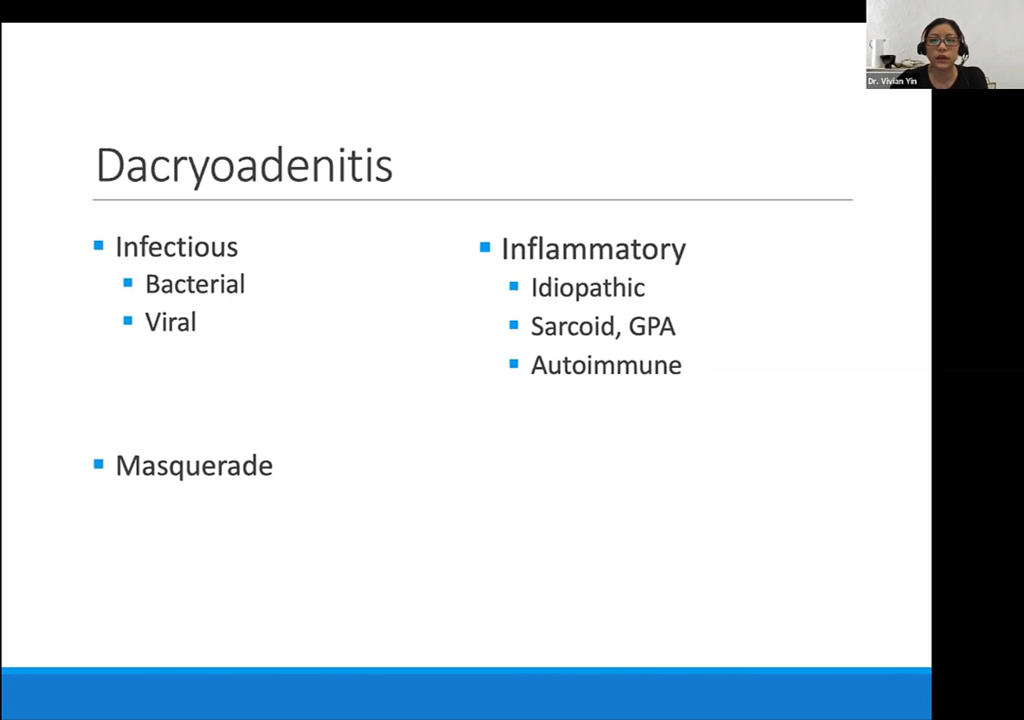 Dr. Vivian Yin
Dacryoadenitis
Infectious
Bacterial
Viral
Masquerade
Inflammatory
Idiopathic
Sarcoid, GPA
Autoimmune